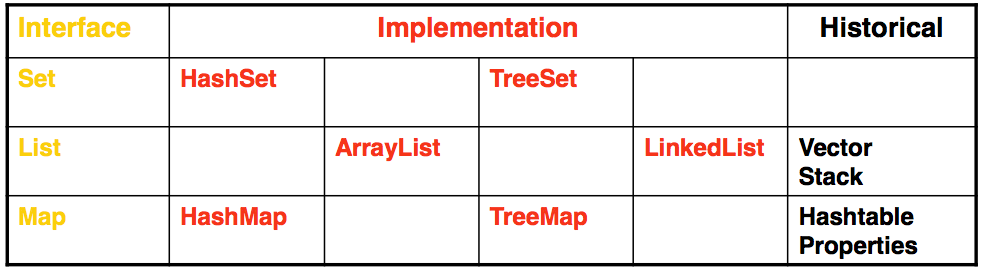 Interface Implementation Historical
Set HashSet TreeSet
List ArrayList LinkedList Vector
Stack
Map HashMap TreeMap Hashtable
Properties